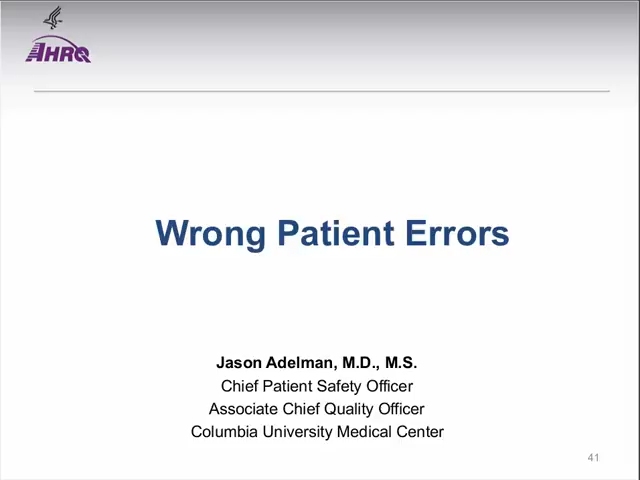 AHRQ
Wrong Patient Errors
Jason Adelman, M.D., M.S.
Chief Patient Safety Officer
Associate Chief Quality Officer
Columbia University Medical Center
41